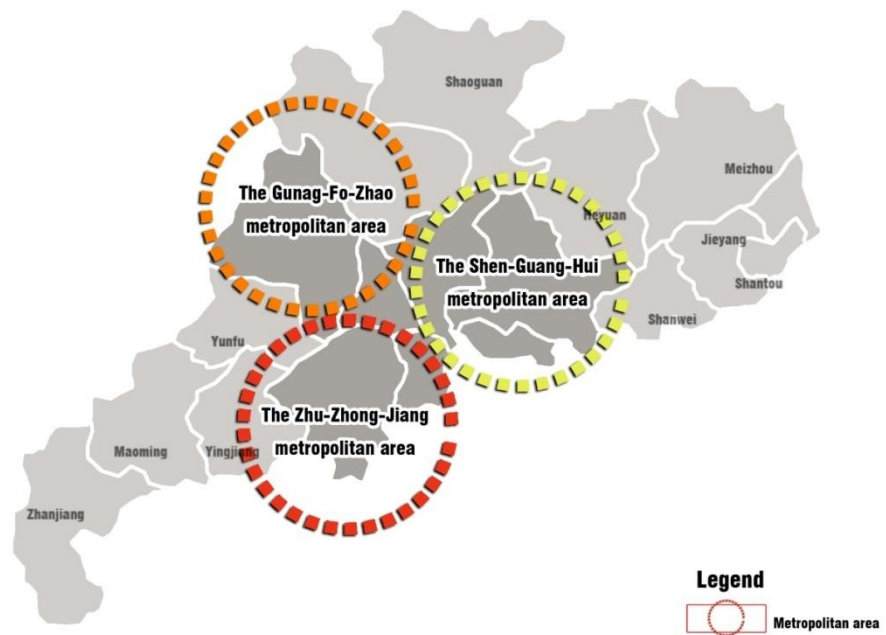 Shaoguan
Meizhou
The Gunag-Fo-Zhao
metropolitan area
Heyuan
Jieyang
The Shen-Guang-Hui
metropolitan area
Shantou
Shanwei
Yunfu
The Zhu-Zhong-Jiang
metropolitan area
Maoming
Yingjiang
Zhanjiang
Legend
Metropolitan area